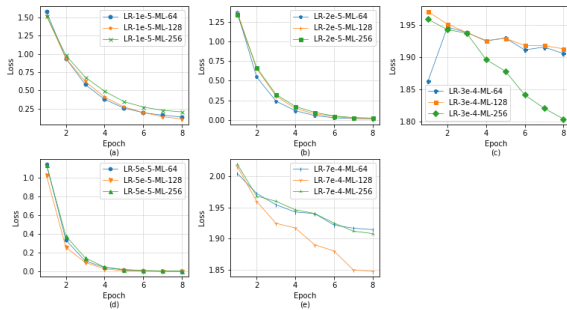 LR-1e-5-ML-64
LR-1e-5-ML-128
LR-1e-5-ML-256
1.50
1.25
1.00
0.75
0.50
0.25
Loss
2 4 6 8
Epoch
(a)
LR-2e-5-ML-64
LR-2e-5-ML-128
LR-2e-5-ML-256
1.25
1.00
0.75
0.50
0.25
0.00
Loss
2 4 6 8
Epoch
(b)
LR-3e-4-ML-64
LR-3e-4-ML-128
LR-3e-4-ML-256
1.95
1.90
1.85
1.80
Loss
2 4 6 8
Epoch
(c)
LR-5e-5-ML-64
LR-5e-5-ML-128
LR-5e-5-ML-256
1.0
0.8
0.6
0.4
0.2
0.0
Loss
2 4 6 8
Epoch
(d)
LR-7e-4-ML-64
LR-7e-4-ML-128
LR-7e-4-ML-256
2.00
1.95
1.90
1.85
Loss
2 4 6 8
Epoch
(e)